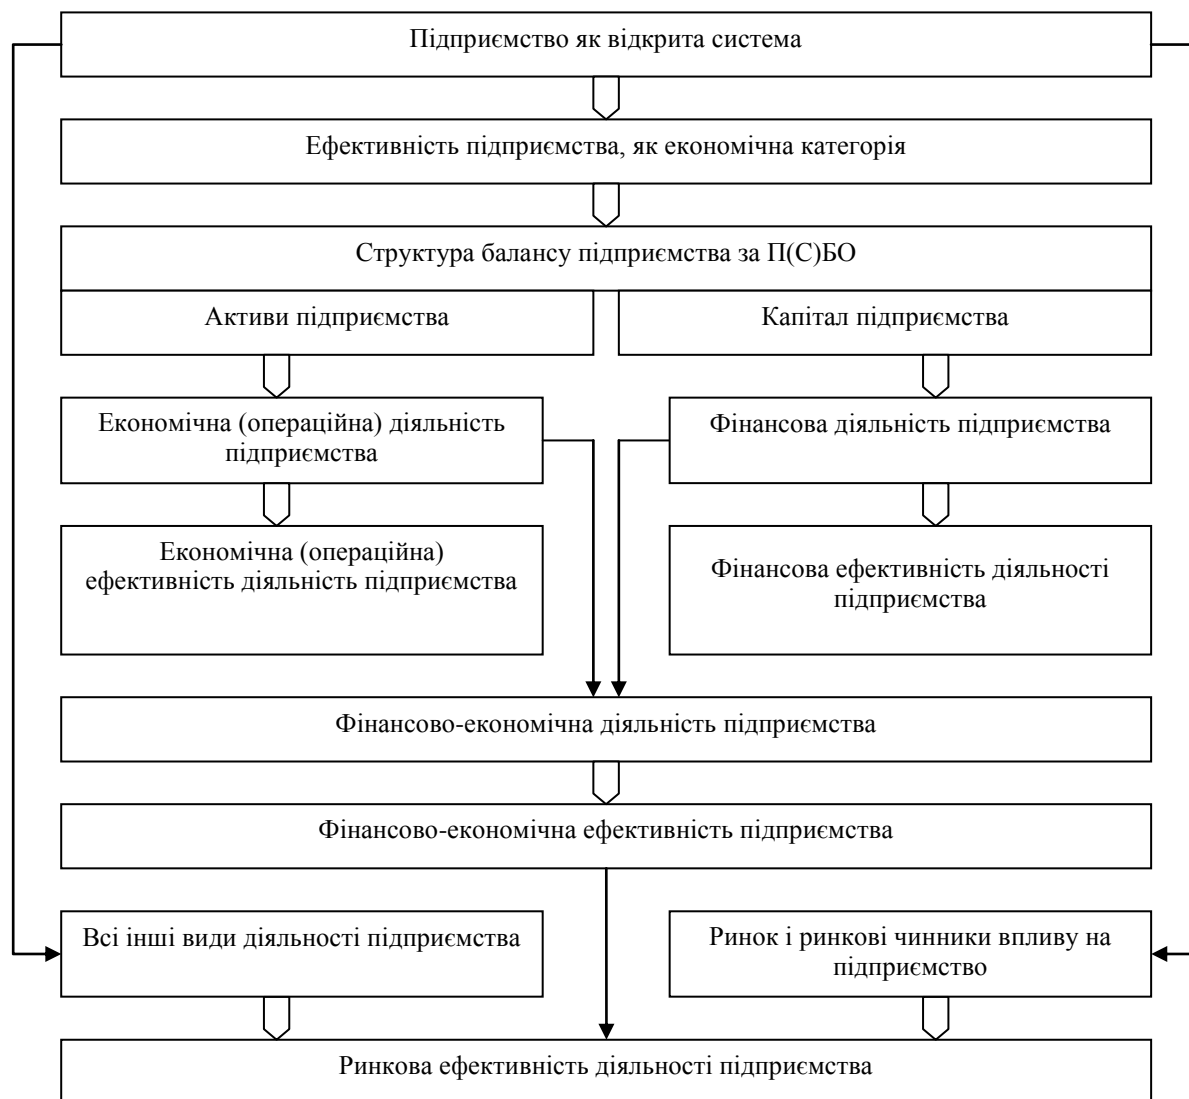 Підприємство як відкрита система
Ефективність підприємства, як економічна категорія
Структура балансу підприємства за П(С)БО
Активи підприємства
Капітал підприємства
Економічна (операційна) діяльність
підприємства
Фінансова діяльність підприємства
Економічна (операційна)
ефективність діяльність підприємства
Фінансова ефективність діяльності
підприємства
Фінансово-економічна діяльність підприємства
Фінансово-економічна ефективність підприємства
Всі інші види діяльності підприємства
Ринок і ринкові чинники впливу на
підприємство
Ринкова ефективність діяльності підприємства